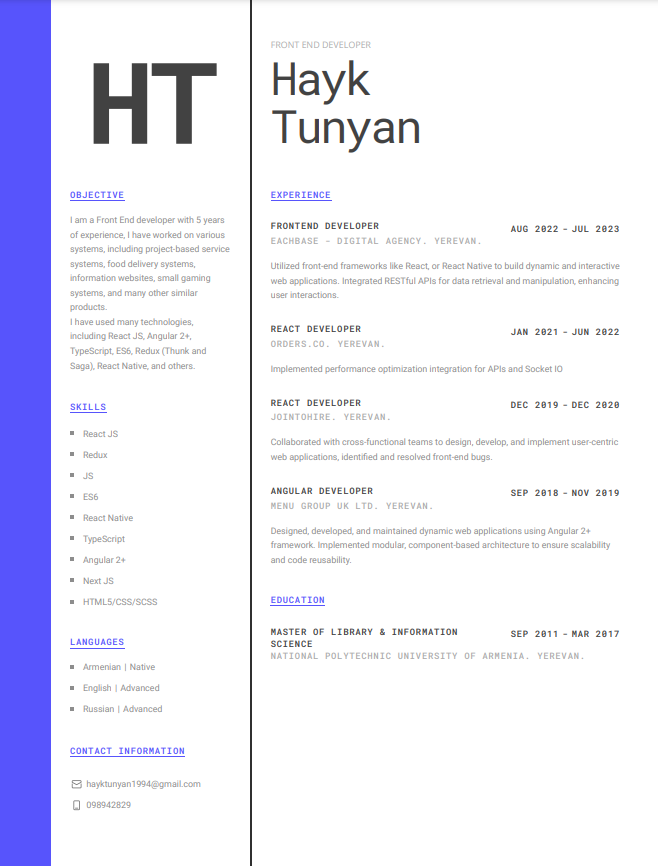 HT
OBJECTIVE
I am a Front End developer with 5 years
of experience, I have worked on various
systems, including project-based service
systems, food delivery systems,
information websites, small gaming
systems, and many other similar
products.
I have used many technologies,
including React JS, Angular 2+,
TypeScript, ES6, Redux (Thunk and
Saga), React Native, and others.
SKILLS
React JS
Redux
JS
ES6
React Native
TypeScript
Angular 2+
Next JS
HTML5/CSS/SCSS
LANGUAGES
Armenian | Native
English | Advanced
Russian | Advanced
CONTACT INFORMATION
hayktunyan1994@gmail.com
098942829
FRONT END DEVELOPER
Hayk
Tunyan
EXPERIENCE
FRONTEND DEVELOPER
AUG 2022 – JUL 2023
EACHBASE - DIGITAL AGENCY. YEREVAN.
Utilized front-end frameworks like React, or React Native to build dynamic and interactive
web applications. Integrated RESTful APIs for data retrieval and manipulation, enhancing
user interactions.
REACT DEVELOPER
JAN 2021 – JUN 2022
ORDERS.CO. YEREVAN.
Implemented performance optimization integration for APIs and Socket IO
REACT DEVELOPER
DEC 2019 – DEC 2020
JOINTOHIRE. YEREVAN.
Collaborated with cross-functional teams to design, develop, and implement user-centric
web applications, identified and resolved front-end bugs.
ANGULAR DEVELOPER
SEP 2018 – NOV 2019
MENU GROUP UK LTD. YEREVAN.
Designed, developed, and maintained dynamic web applications using Angular 2+
framework. Implemented modular, component-based architecture to ensure scalability
and code reusability.
EDUCATION
MASTER OF LIBRARY & INFORMATION
SCIENCE
SEP 2011 – MAR 2017
NATIONAL POLYTECHNIC UNIVERSITY OF ARMENIA. YEREVAN.